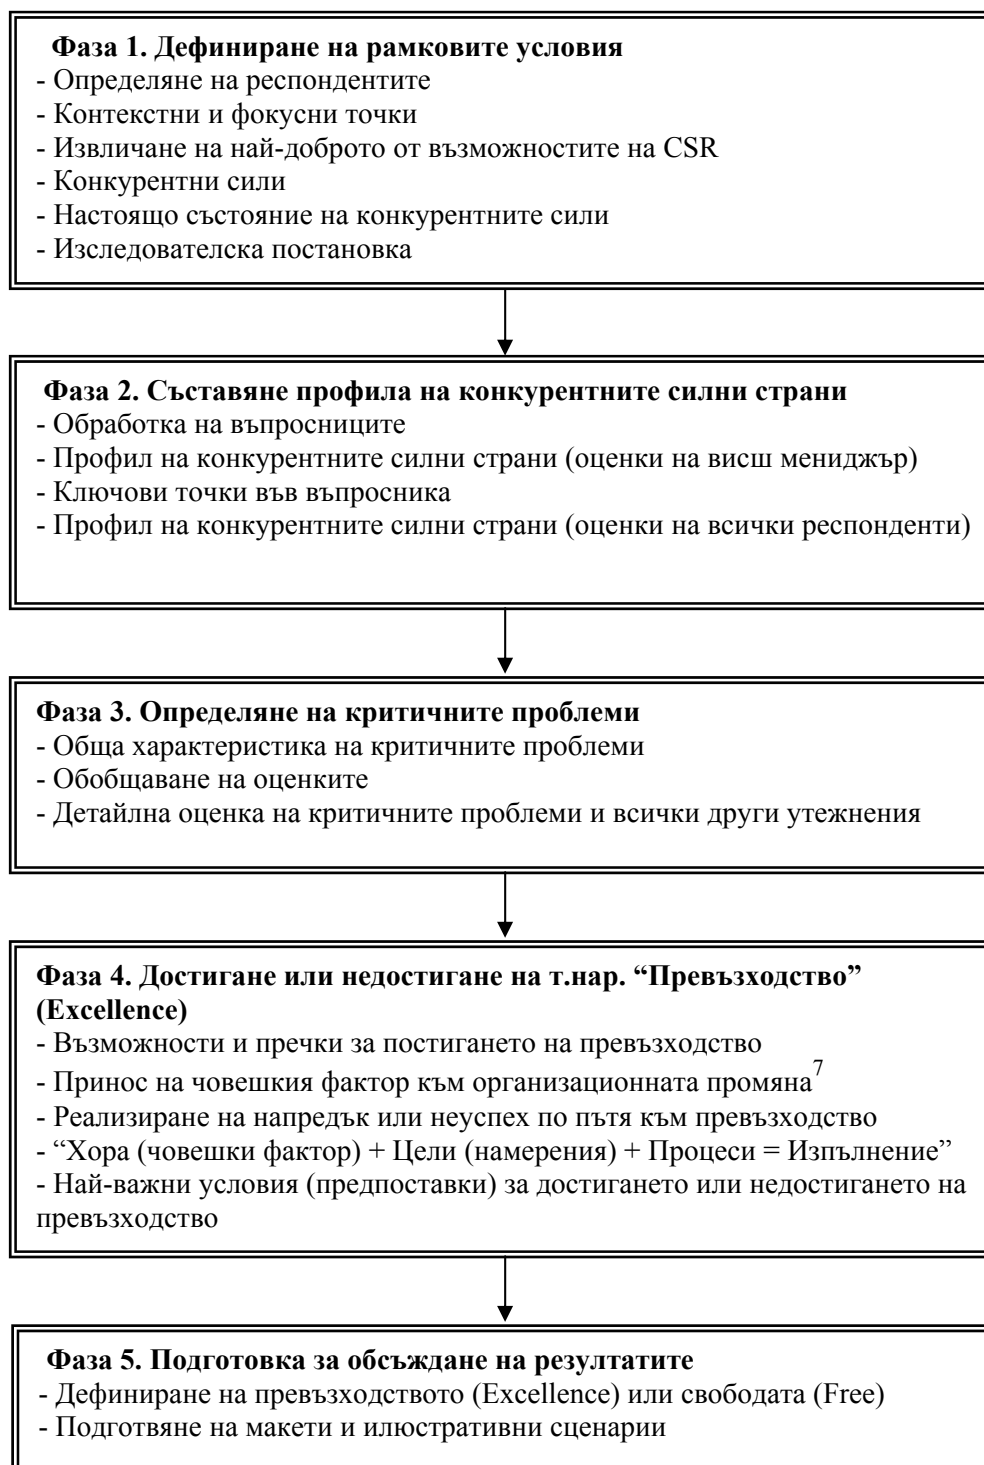 Фаза 1. Дефиниране на рамковите условия
- Определяне на респондентите
- Контекстни и фокусни точки
- Извличане на най-доброто от възможностите на CSR
- Конкурентни сили
- Настоящо състояние на конкурентните сили
- Изследователска постановка
Фаза 2. Съставяне профила на конкурентните силни страни
- Обработка на въпросниците
- Профил на конкурентните силни страни (оценки на висш мениджър)
- Ключови точки във въпросника
- Профил на конкурентните силни страни (оценки на всички респонденти)
Фаза 3. Определяне на критичните проблеми
- Обща характеристика на критичните проблеми
- Обобщаване на оценките
- Детайлна оценка на критичните проблеми и всички други утежнения
Фаза 4. Достигане или недостигане на т.нар. “Превъзходство”
(Excellence)
- Възможности и пречки за постигането на превъзходство
- Принос на човешкия фактор към организационната промяна7
- Реализиране на напредък или неуспех по пътя към превъзходство
- “Хора (човешки фактор) + Цели (намерения) + Процеси = Изпълнение”
- Най-важни условия (предпоставки) за достигането или недостигането на
превъзходство
Фаза 5. Подготовка за обсъждане на резултатите
- Дефиниране на превъзходството (Excellence) или свободата (Free)
- Подготвяне на макети и илюстративни сценарии